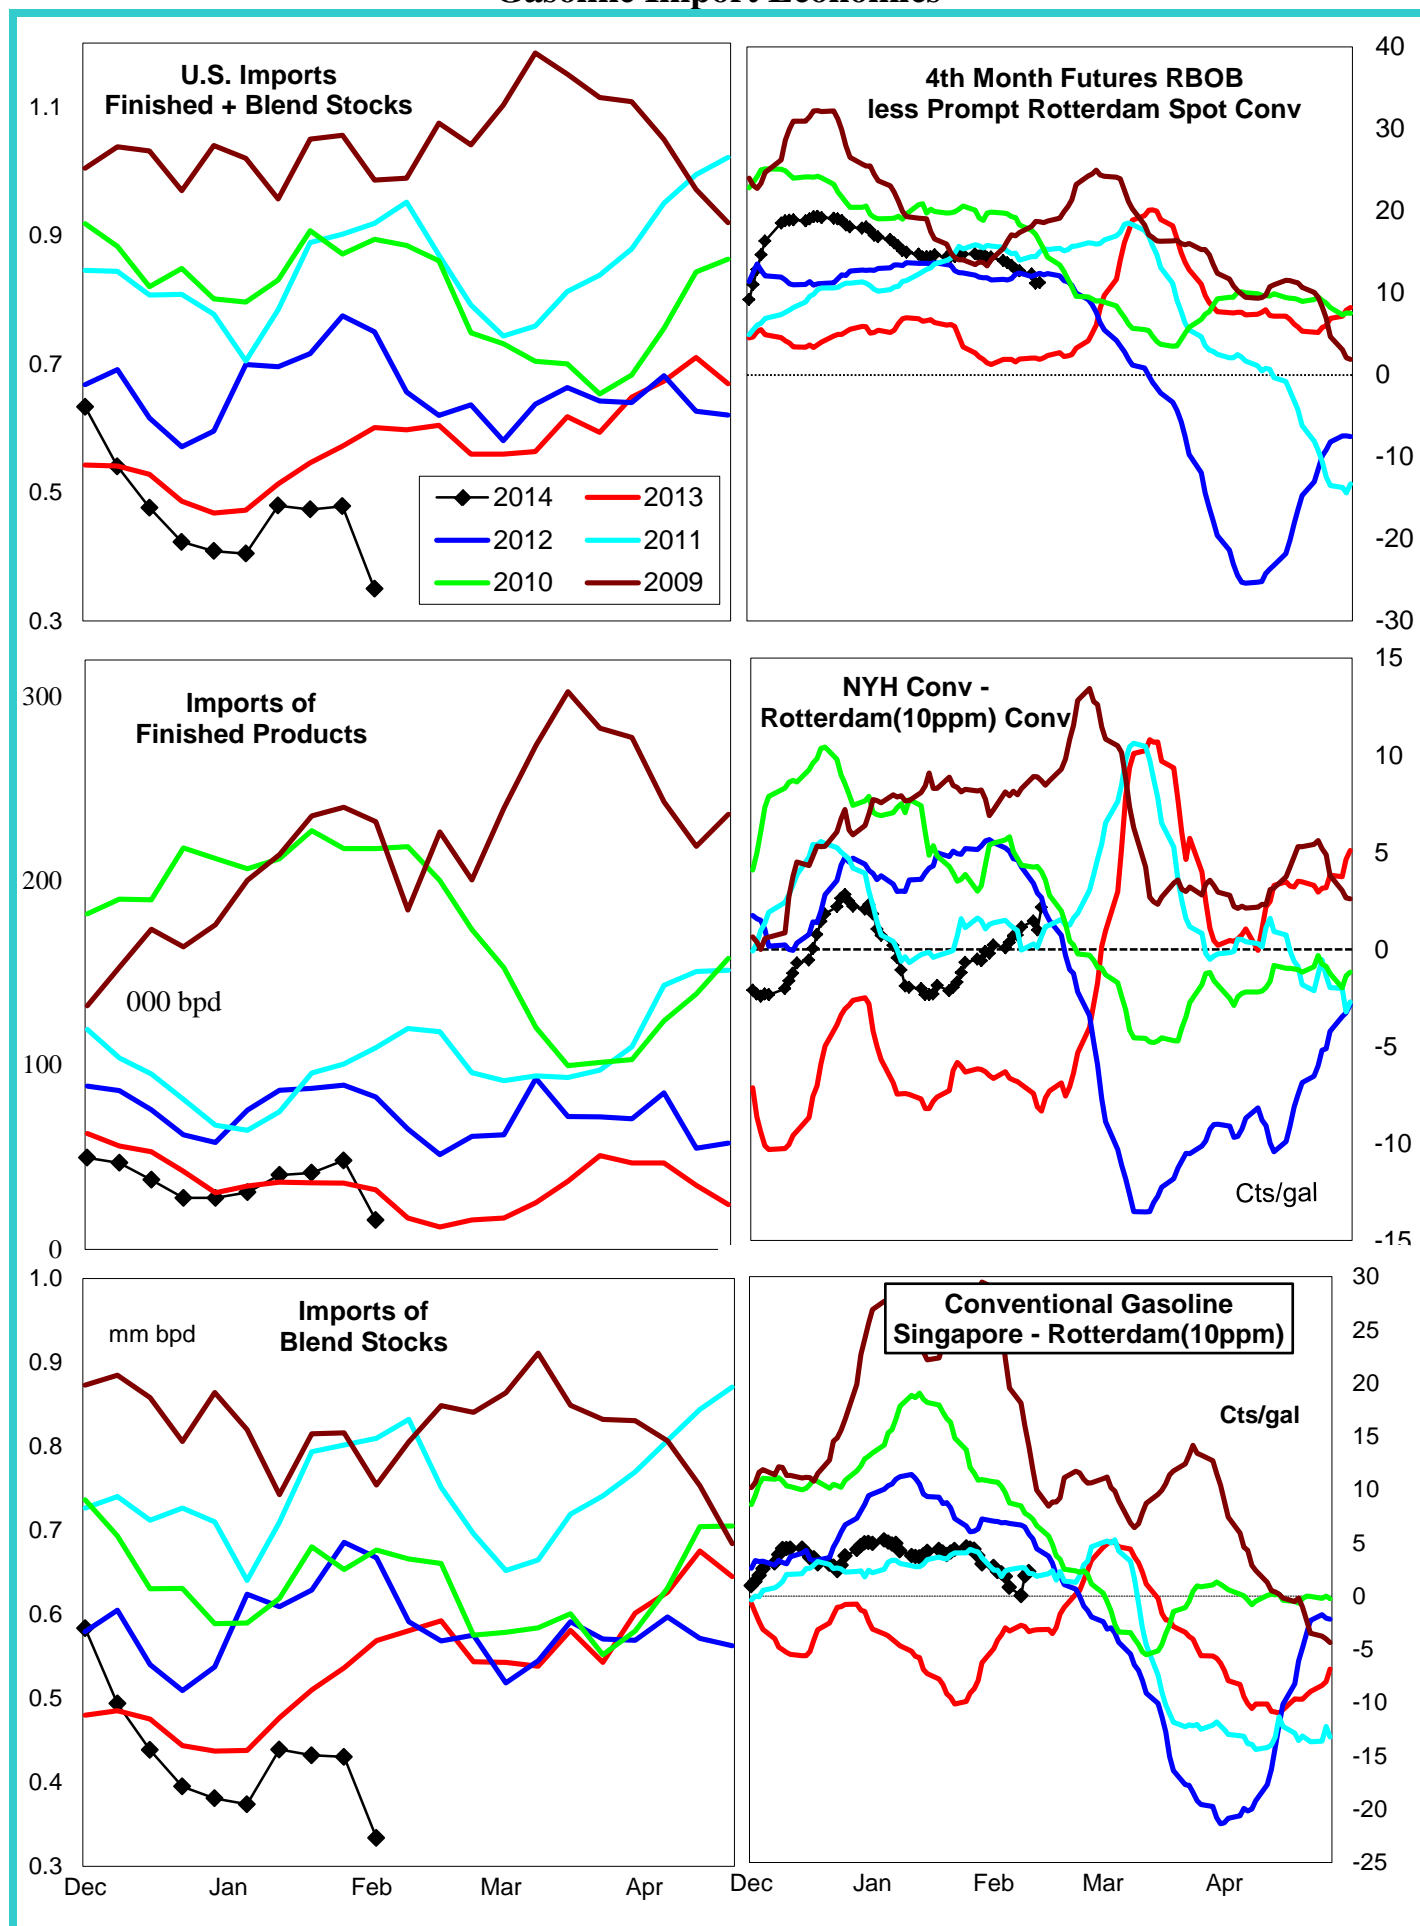 Gasoline Import Economics
U.S. Imports
Finished + Blend Stocks
1.1
0.9
0.7
0.5
0.3
2014
2013
2012
2011
2010
2009
4th Month Futures RBOB
less Prompt Rotterdam Spot Conv
40
30
20
10
0
-10
-20
-30
Imports of
Finished Products
300
200
100
0
000 bpd
NYH Conv -
Rotterdam(10ppm) Conv
15
10
5
0
-5
-10
-15
Cts/gal
Imports of
Blend Stocks
mm bpd
1.0
0.9
0.8
0.7
0.6
0.5
0.4
0.3
Dec
Jan
Feb
Mar
Apr
Conventional Gasoline
Singapore - Rotterdam(10ppm)
Cts/gal
30
25
20
15
10
5
0
-5
-10
-15
-20
-25
Dec
Jan
Feb
Mar
Apr